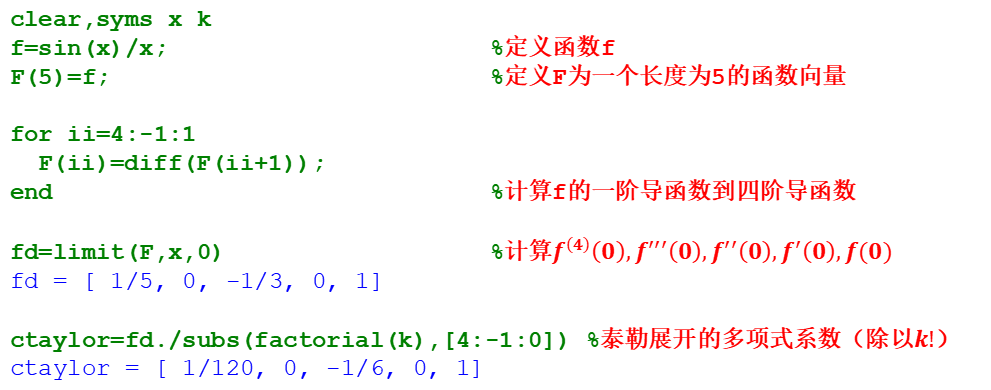 clear,syms x k
f=sin(x)/x; %定义函数f
F(5)=f; %定义F为一个长度为5的函数向量
for ii=4:-1:1
F(ii)=diff(F(ii+1));
end %计算f的一阶导函数到四阶导函数
fd=limit(F,x,0) %计算f⁽⁴⁾(0),f′′′(0),f′′(0),f′(0),f(0)
fd = [ 1/5, 0, -1/3, 0, 1]
ctaylor=fd./subs(factorial(k),[4:-1:0]) %泰勒展开的多项式系数（除以k!）
ctaylor = [ 1/120, 0, -1/6, 0, 1]